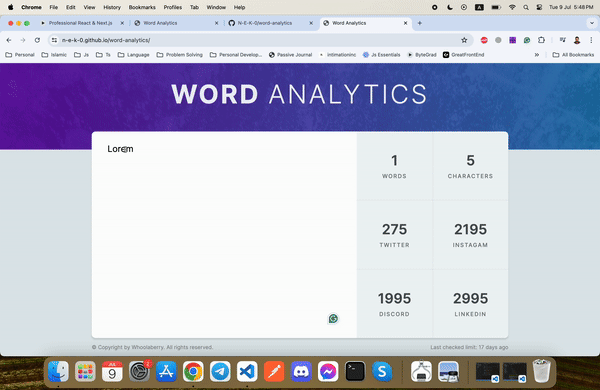 Chrome File Edit View History Bookmarks Profiles Tab Window Help Tue 9 Jul 5:48 PM
Professional React & Next.js Word Analytics N-E-K-0/word-analytics Word Analytics
n-e-k-0.github.io/word-analytics/
Personal Islamic Js Ts Language Problem Solving Personal Develop... Passive Journal intimationinc Js Essentials ByteGrad GreatFrontEnd All Bookmarks
WORD ANALYTICS
Lorem
1 5
WORDS CHARACTERS
275 2195
TWITTER INSTAGAM
1995 2995
DISCORD LINKEDIN
© Copyright by Whoolaberry. All rights reserved. Last checked limit: 17 days ago
JUL
9